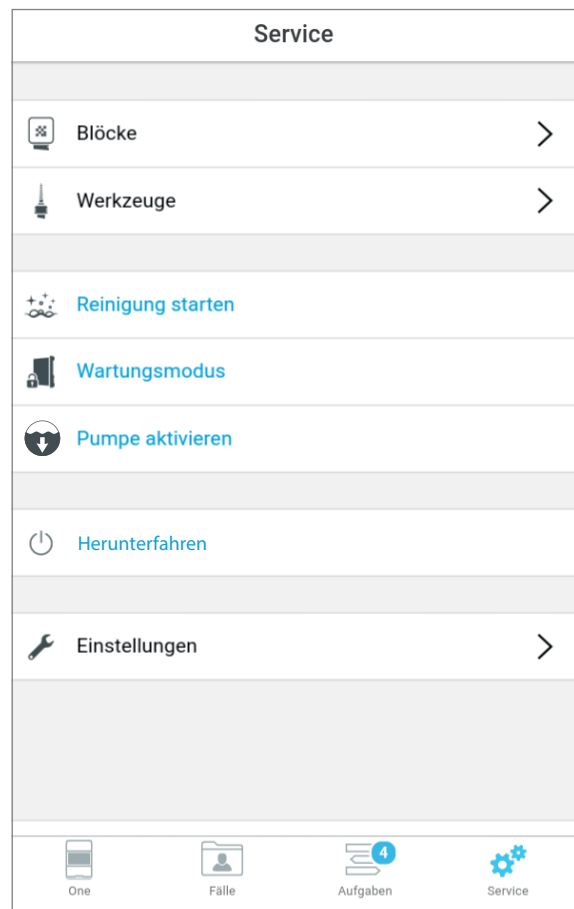 Service
Blöcke
Werkzeuge
Reinigung starten
Wartungsmodus
Pumpe aktivieren
Herunterfahren
Einstellungen
4
One
Fälle
Aufgaben
Service